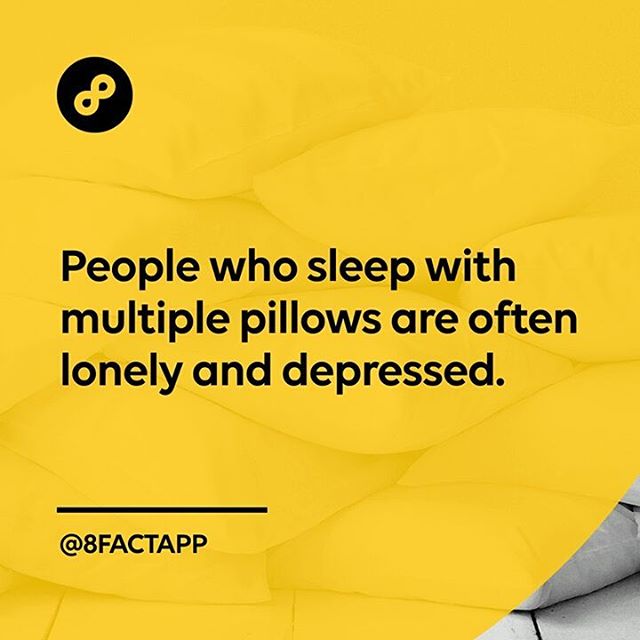 People who sleep with
multiple pillows are often
lonely and depressed.
@8FACTAPP